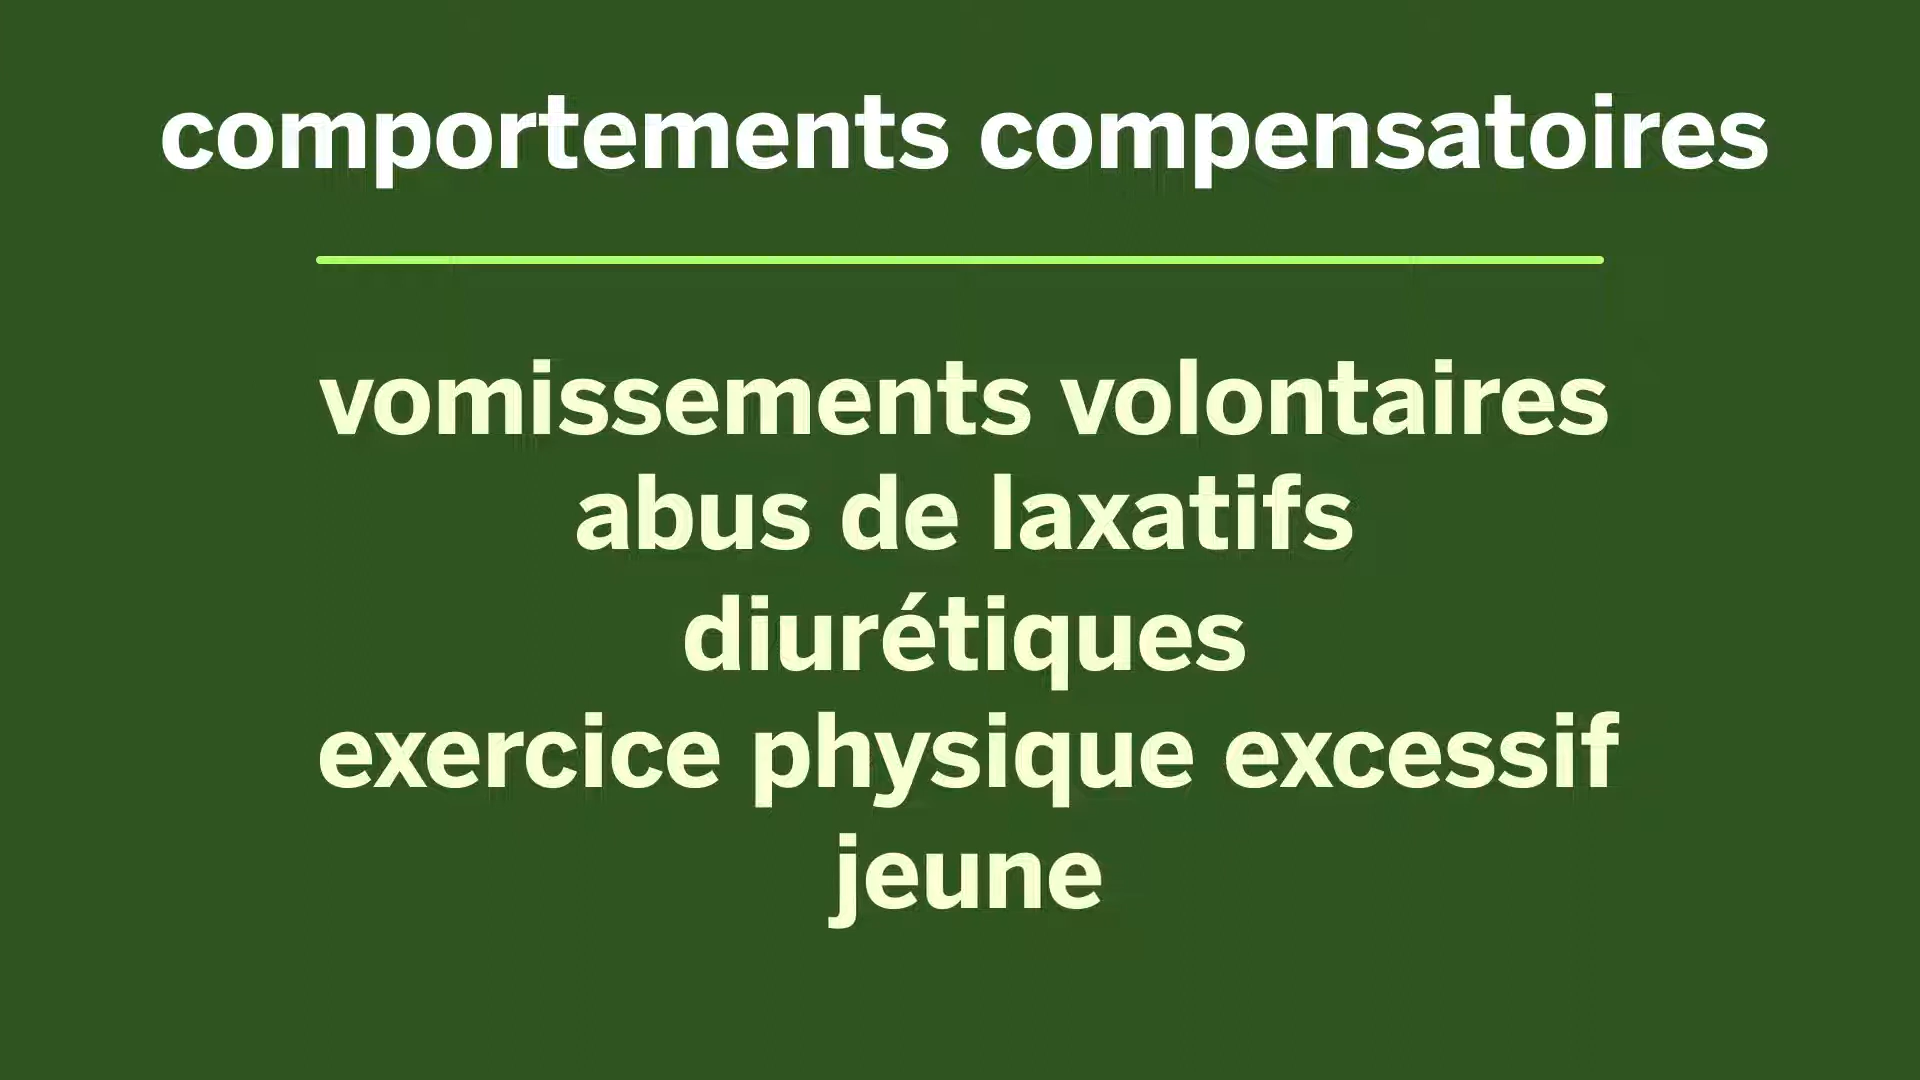 comportements compensatoires
vomissements volontaires
abus de laxatifs
diurétiques
exercice physique excessif
jeune